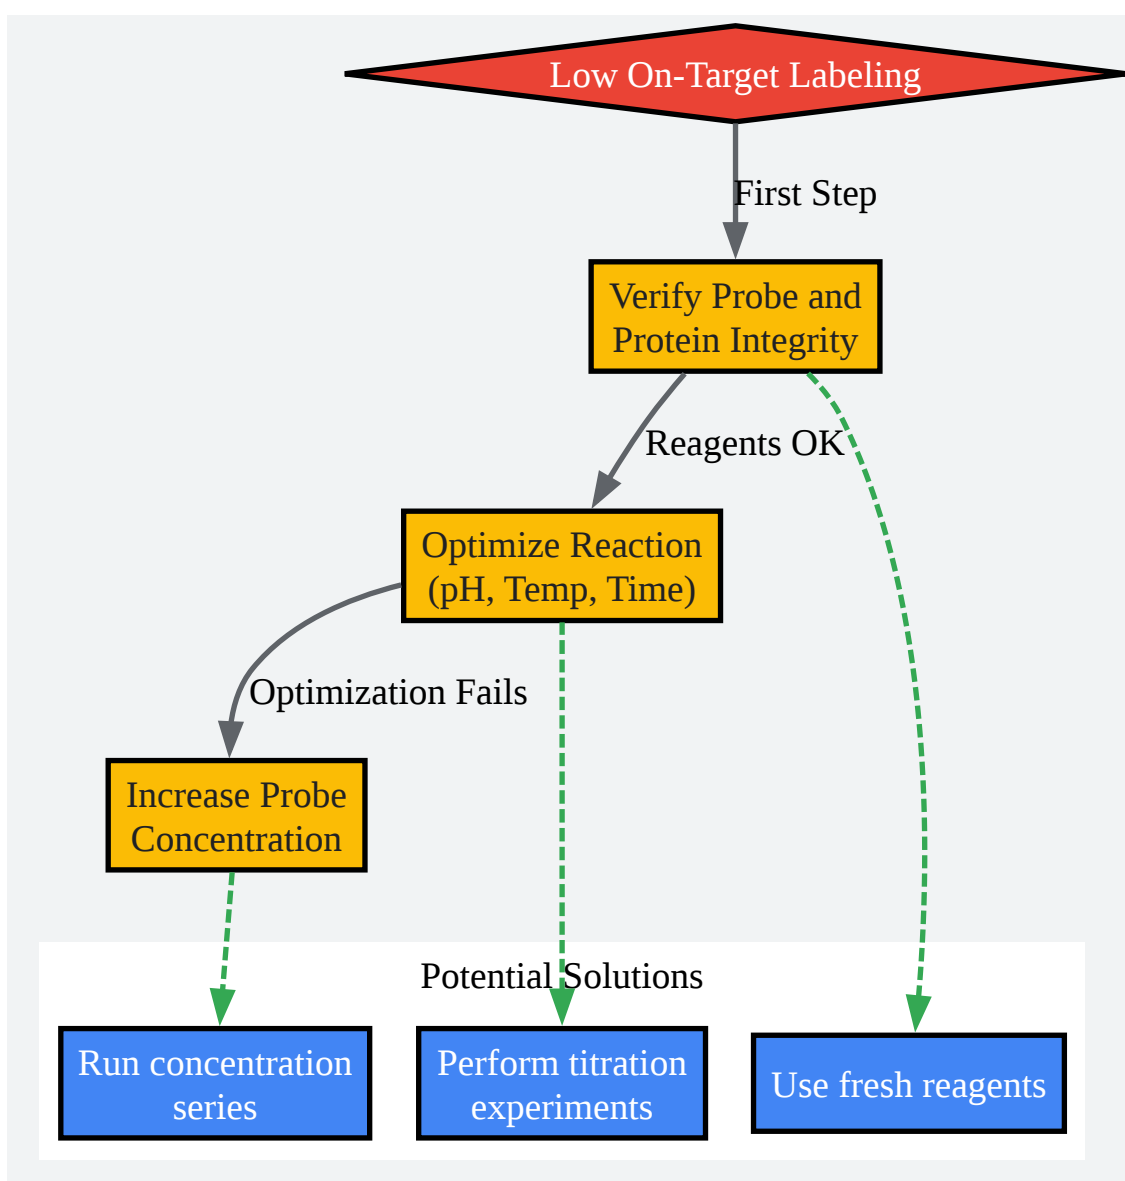 Low On-Target Labeling
First Step
Verify Probe and
Protein Integrity
Reagents OK
Optimize Reaction
(pH, Temp, Time)
Optimization Fails
Increase Probe
Concentration
Potential Solutions
Run concentration
series
Perform titration
experiments
Use fresh reagents